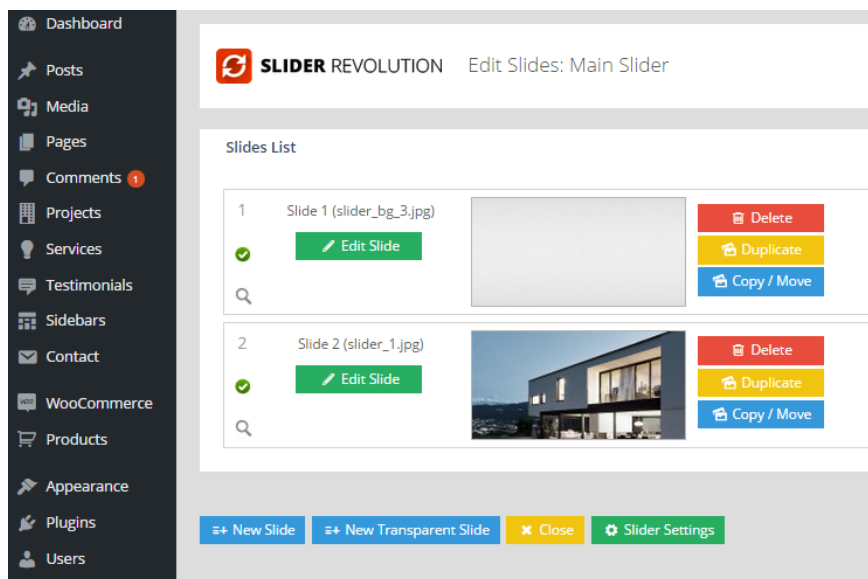 Dashboard
Posts
Media
Pages
Comments 1
Projects
Services
Testimonials
Sidebars
Contact
WooCommerce
Products
Appearance
Plugins
Users
SLIDER REVOLUTION Edit Slides: Main Slider
Slides List
1 Slide 1 (slider_bg_3.jpg)
Edit Slide
Delete
Duplicate
Copy / Move
2 Slide 2 (slider_1.jpg)
Edit Slide
Delete
Duplicate
Copy / Move
New Slide New Transparent Slide Close Slider Settings